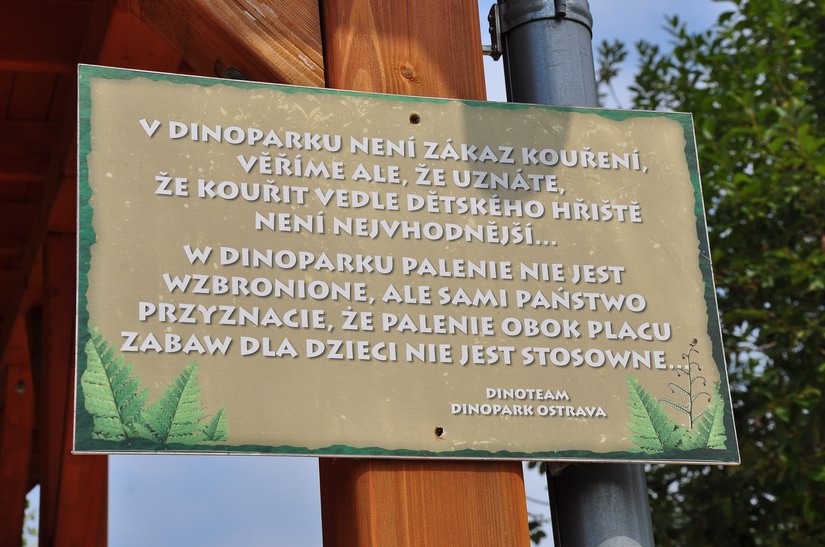 V DINOPARKU NENÍ ZÁKAZ KOUŘENÍ,
VĚŘÍME ALE, ŽE UZNÁTE,
ŽE KOUŘIT VEDLE DĚTSKÉHO HŘIŠTĚ
NENÍ NEJVHODNĚJŠÍ...
W DINOPARKU PALENIE NIE JEST
WZBRONIONE, ALE SAMI PAŃSTWO
PRZYZNACIE, ŻE PALENIE OBOK PLACU
ZABAW DLA DZIECI NIE JEST STOSOWNE...
DINOTEAM
DINOPARK OSTRAVA